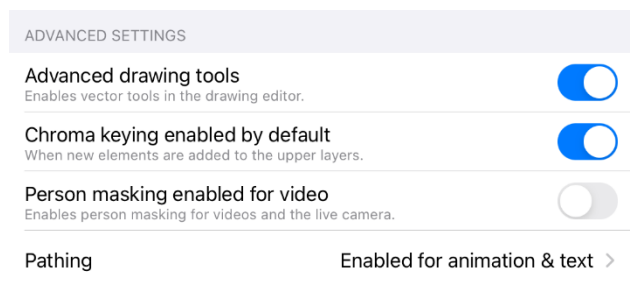 ADVANCED SETTINGS
Advanced drawing tools
Enables vector tools in the drawing editor.
Chroma keying enabled by default
When new elements are added to the upper layers.
Person masking enabled for video
Enables person masking for videos and the live camera.
Pathing Enabled for animation & text >